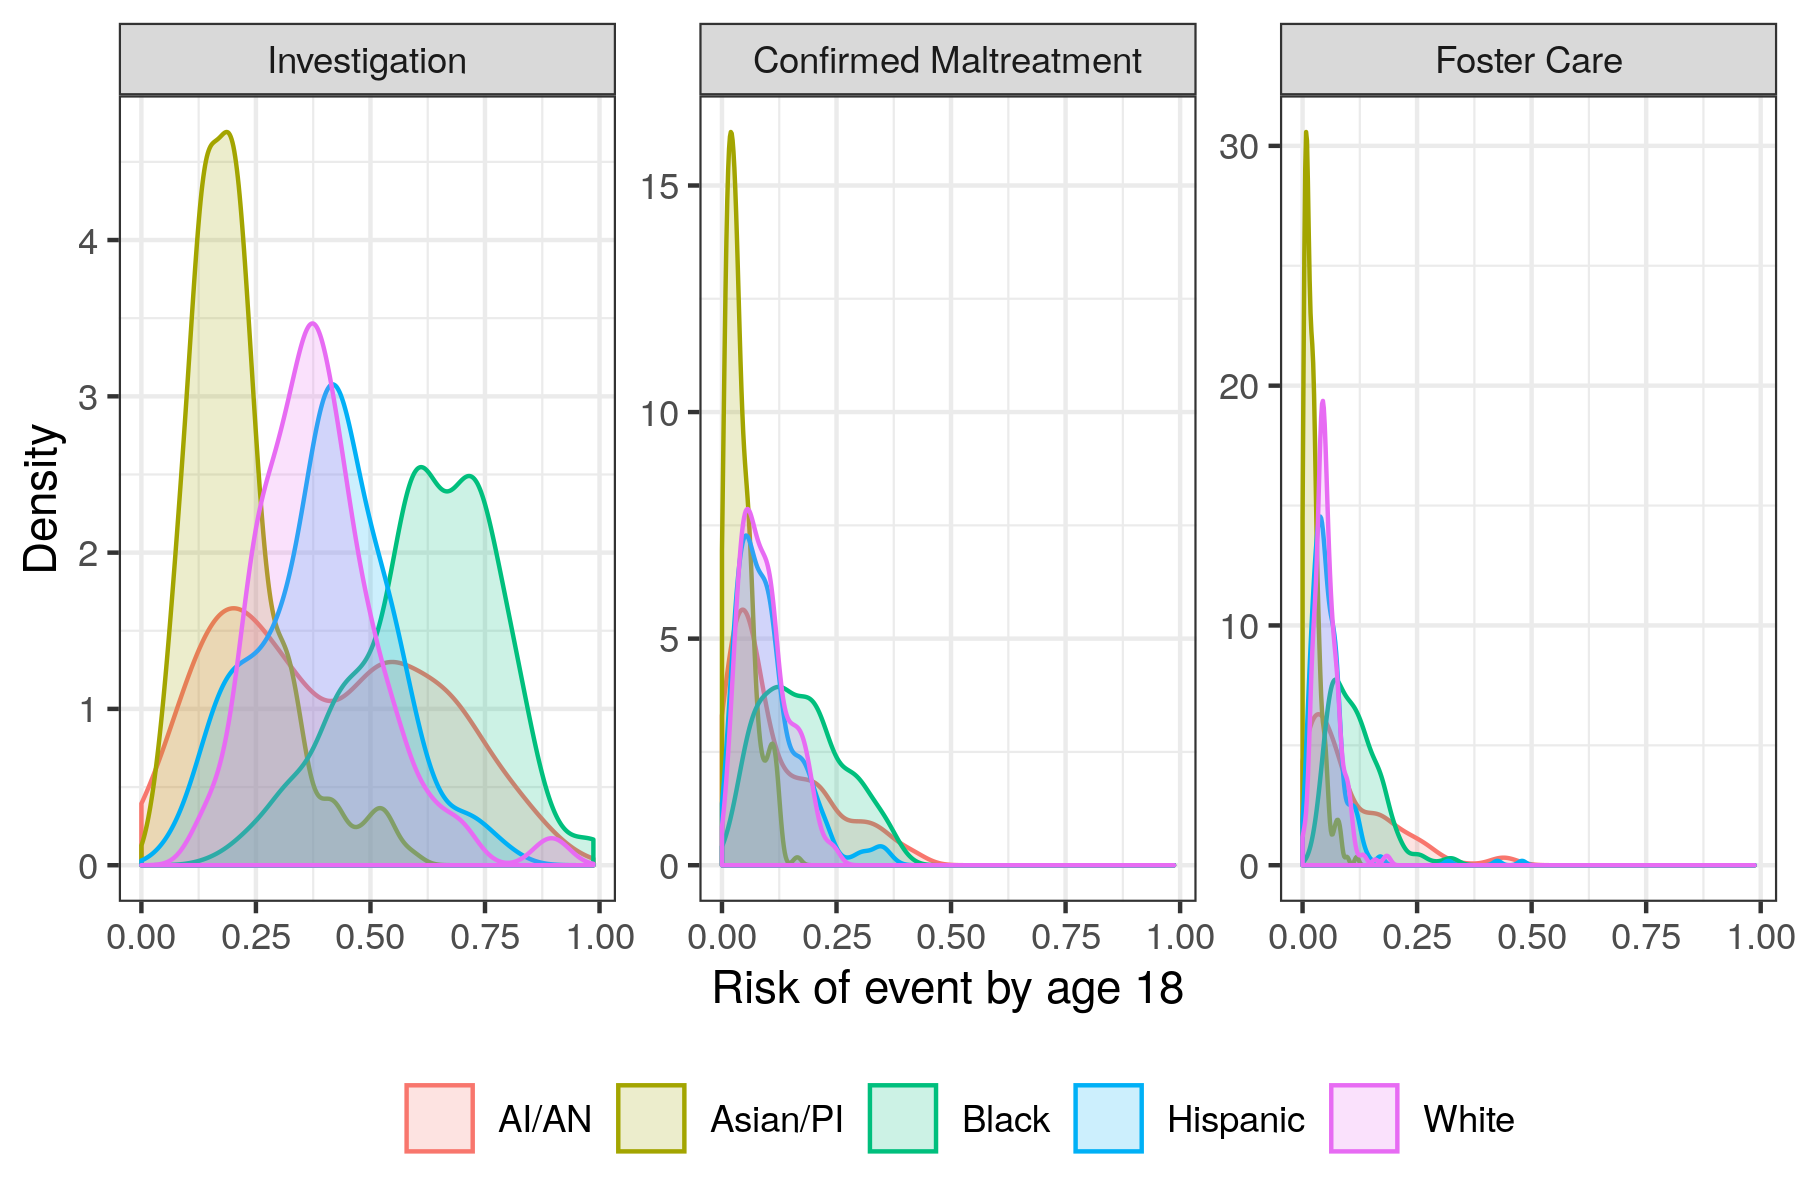 Investigation Confirmed Maltreatment Foster Care
Density
4
3
2
1
0
15
10
5
0
30
20
10
0
0.00 0.25 0.50 0.75 1.00 0.00 0.25 0.50 0.75 1.00 0.00 0.25 0.50 0.75 1.00
Risk of event by age 18
AI/AN Asian/PI Black Hispanic White